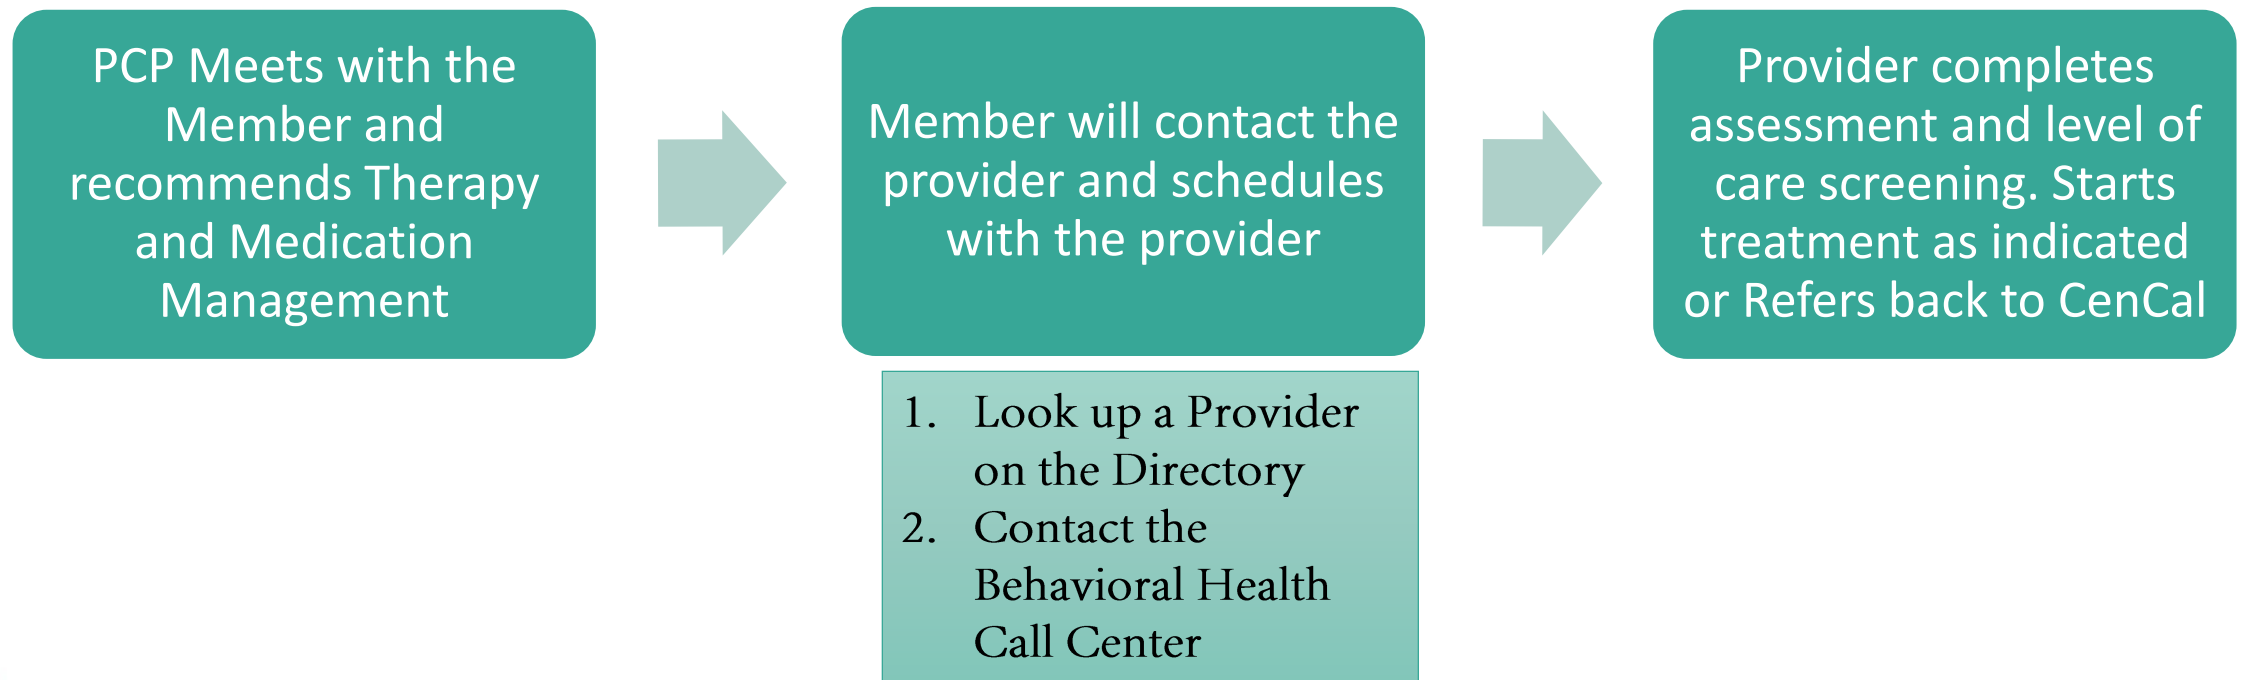 PCP Meets with the
Member and
recommends Therapy
and Medication
Management
Member will contact the
provider and schedules
with the provider
1. Look up a Provider
on the Directory
2. Contact the
Behavioral Health
Call Center
Provider completes
assessment and level of
care screening. Starts
treatment as indicated
or Refers back to CenCal